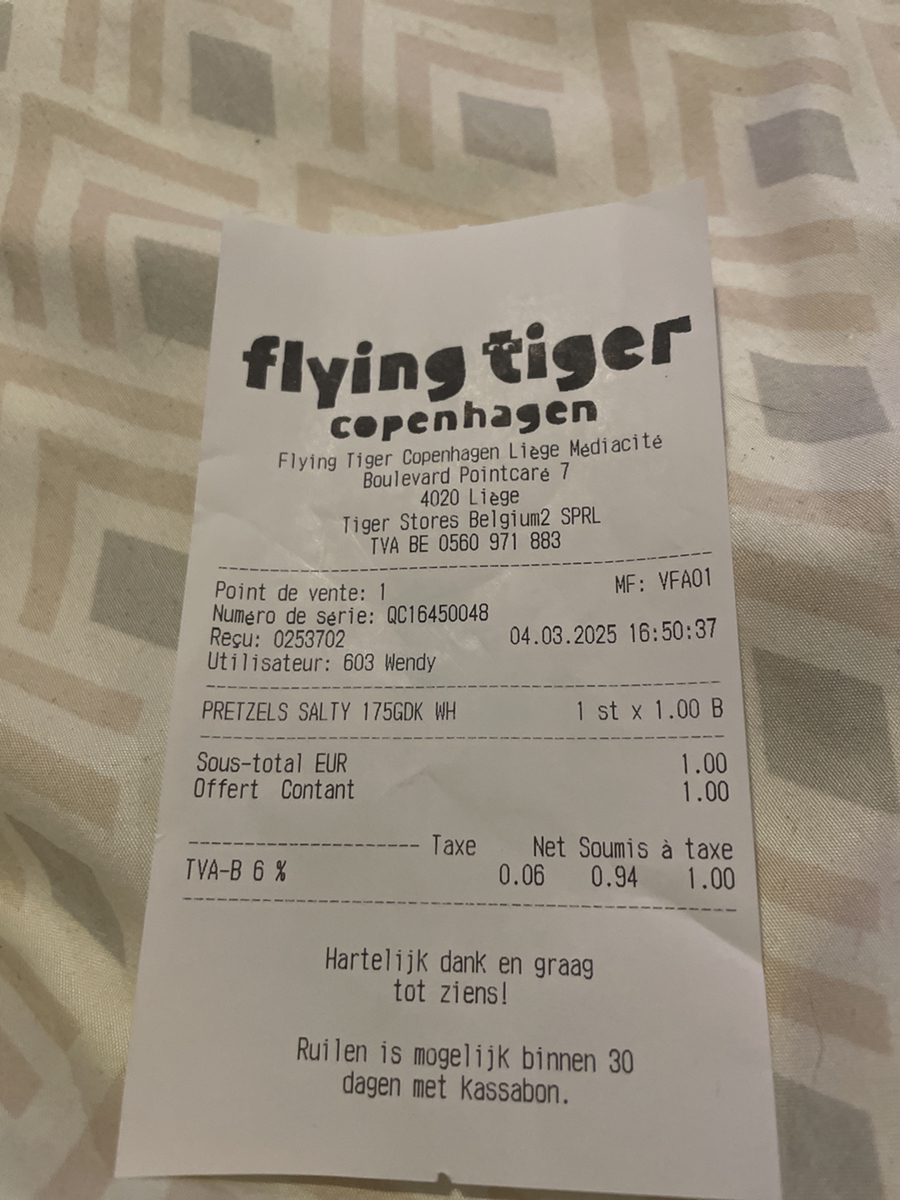 flying tiger
copenhagen
Flying Tiger Copenhagen Liège Médiacité
Boulevard Pointcaré 7
4020 Liège
Tiger Stores Belgium2 SPRL
TVA BE 0560 971 883
Point de vente: 1 MF: VFA01
Numéro de série: QC16450048
Reçu: 0253702 04.03.2025 16:50:37
Utilisateur: 603 Wendy
PRETZELS SALTY 175GDK WH 1 st x 1.00 B
Sous-total EUR 1.00
Offert Contant 1.00
Taxe Net Soumis à taxe
TVA-B 6 % 0.06 0.94 1.00
Hartelijk dank en graag
tot ziens!
Ruilen is mogelijk binnen 30
dagen met kassabon.